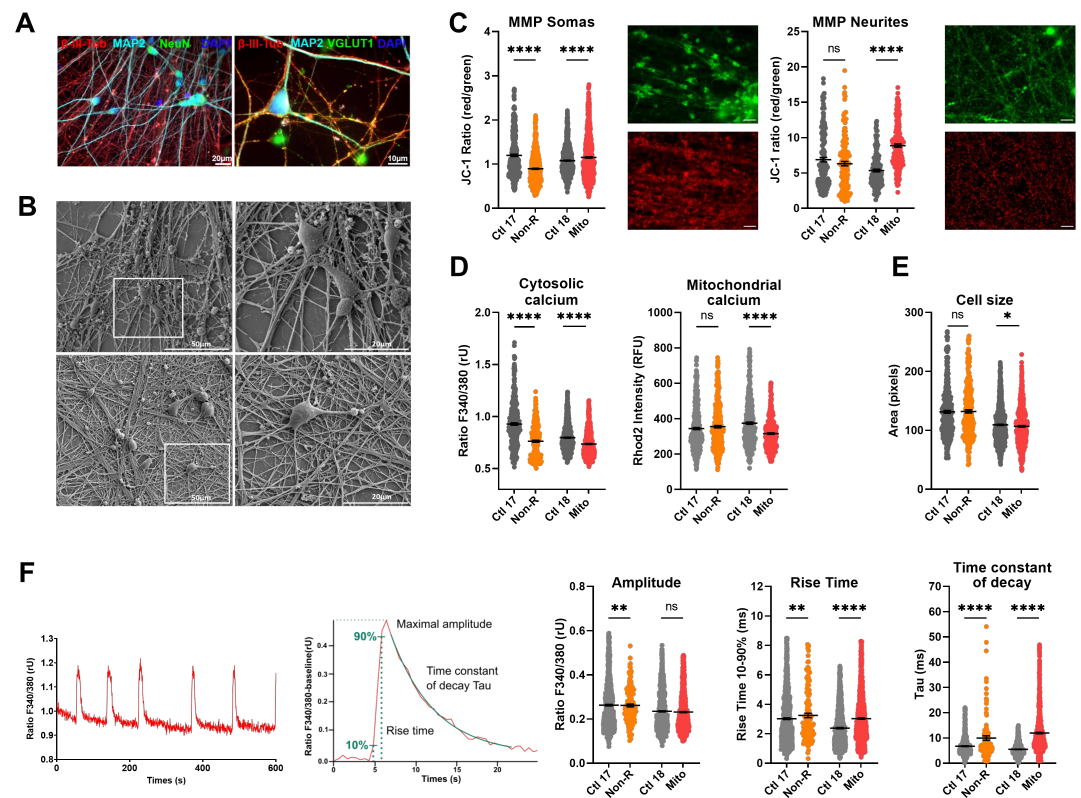 A
β-III-Tub MAP2 NeuN DAPI
20µm
β-III-Tub MAP2 VGLUT1 DAPI
10µm
B
50µm
20µm
50µm
20µm
C
MMP Somas
JC-1 Ratio (red/green)
4
3
2
1
0
****
****
Ctl 17
Non-R
Ctl 18
Mito
MMP Neurites
JC-1 ratio (red/green)
25
20
15
10
5
0
ns
****
Ctl 17
Non-R
Ctl 18
Mito
D
Cytosolic
calcium
Ratio F340/380 (rU)
2.0
1.5
1.0
0.5
****
****
Ctl 17
Non-R
Ctl 18
Mito
Mitochondrial
calcium
Rhod2 Intensity (RFU)
1000
800
600
400
200
0
ns
****
Ctl 17
Non-R
Ctl 18
Mito
E
Cell size
Area (pixels)
300
200
100
0
ns
*
Ctl 17
Non-R
Ctl 18
Mito
F
Ratio F340/380 (rU)
1.3
1.2
1.1
1.0
0.9
0.8
0
200
400
600
Times (s)
Ratio F340/380-baseline(rU)
0.4
0.2
0.0
90%
10%
Maximal amplitude
Time constant
of decay Tau
Rise time
0
5
10
15
20
Times (s)
Amplitude
Ratio F340/380 (rU)
0.8
0.6
0.4
0.2
0.0
**
ns
Ctl 17
Non-R
Ctl 18
Mito
Rise Time
Rise Time 10-90% (ms)
12
10
8
6
4
2
0
**
****
Ctl 17
Non-R
Ctl 18
Mito
Time constant
of decay
Tau (ms)
70
60
50
40
30
20
10
0
****
****
Ctl 17
Non-R
Ctl 18
Mito